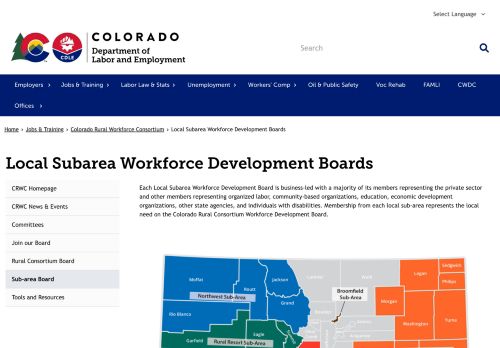 Select Language
COLORADO
Department of
Labor and Employment
CDLE
Search
Employers
Jobs & Training
Labor Law & Stats
Unemployment
Workers' Comp
Oil & Public Safety
Voc Rehab
FAMLI
CWDC
Offices
Home › Jobs & Training › Colorado Rural Workforce Consortium › Local Subarea Workforce Development Boards
Local Subarea Workforce Development Boards
CRWC Homepage
CRWC News & Events
Committees
Join our Board
Rural Consortium Board
Sub-area Board
Tools and Resources
Each Local Subarea Workforce Development Board is business-led with a majority of its members representing the private sector
and other members representing organized labor, community-based organizations, education, economic development
organizations, other state agencies, and individuals with disabilities. Membership from each local sub-area represents the local
need on the Colorado Rural Consortium Workforce Development Board.
Moffat
Routt
Jackson
Larimer
Weld
Logan
Sedgwick
Phillips
Northwest Sub-Area
Grand
Broomfield
Sub-Area
Morgan
Rio Blanco
Boulder
Adams
Washington
Yuma
Garfield
Eagle
Rural Resort Sub-Area
Arapahoe